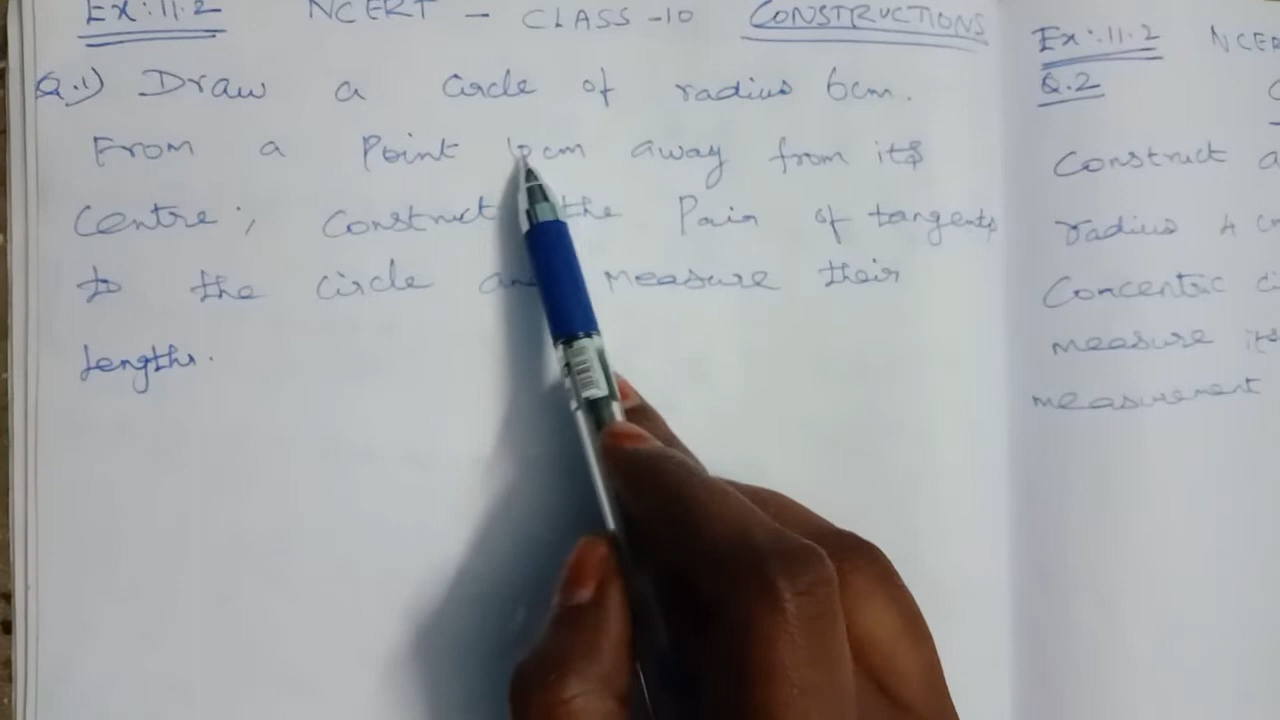 Ex:11.2 NCERT - CLASS-10 CONSTRUCTIONS
Q.1) Draw a circle of radius 6cm.
From a Point 10cm away from its
Centre; Construct the Pair of tangents
to the circle and measure their
lengths.
Ex:11.2
Q.2
Construct a
radius 4
Concentric
measure its
measurement